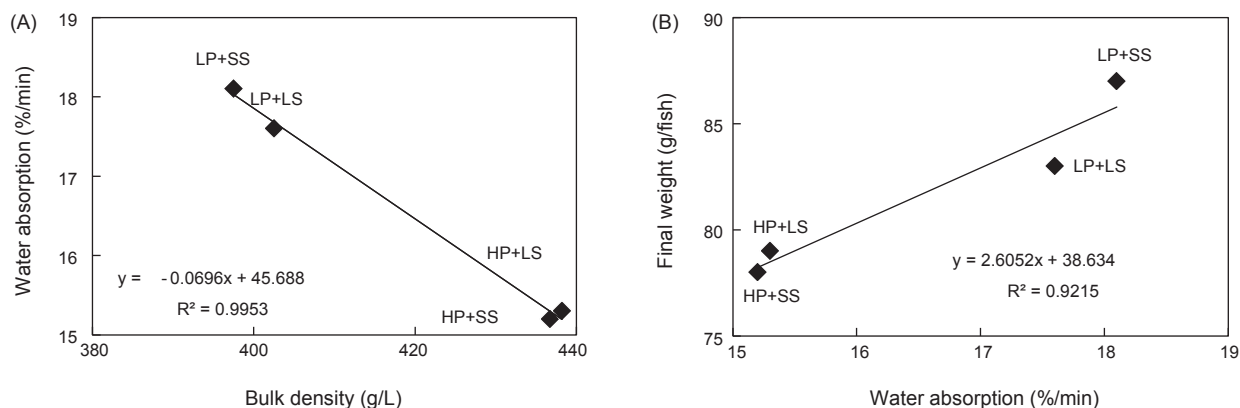 (A)
Water absorption (%/min)
19
18
17
16
15
LP+SS
LP+LS
HP+LS
HP+SS
y = -0.0696x + 45.688
R² = 0.9953
380
400
420
440
Bulk density (g/L)
(B)
Final weight (g/fish)
90
85
80
75
LP+SS
LP+LS
HP+LS
HP+SS
y = 2.6052x + 38.634
R² = 0.9215
15
16
17
18
19
Water absorption (%/min)